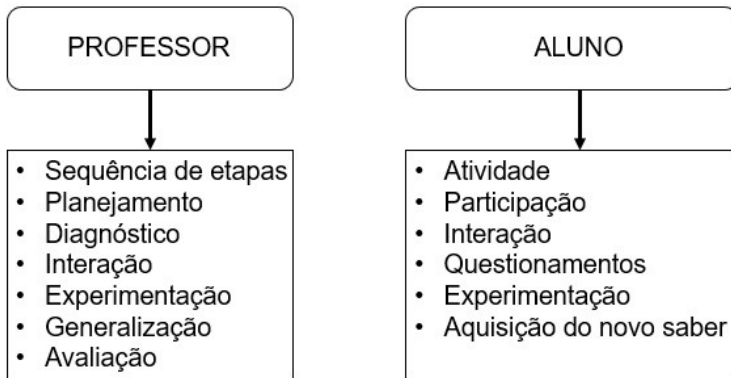 PROFESSOR
• Sequência de etapas
• Planejamento
• Diagnóstico
• Interação
• Experimentação
• Generalização
• Avaliação
ALUNO
• Atividade
• Participação
• Interação
• Questionamentos
• Experimentação
• Aquisição do novo saber